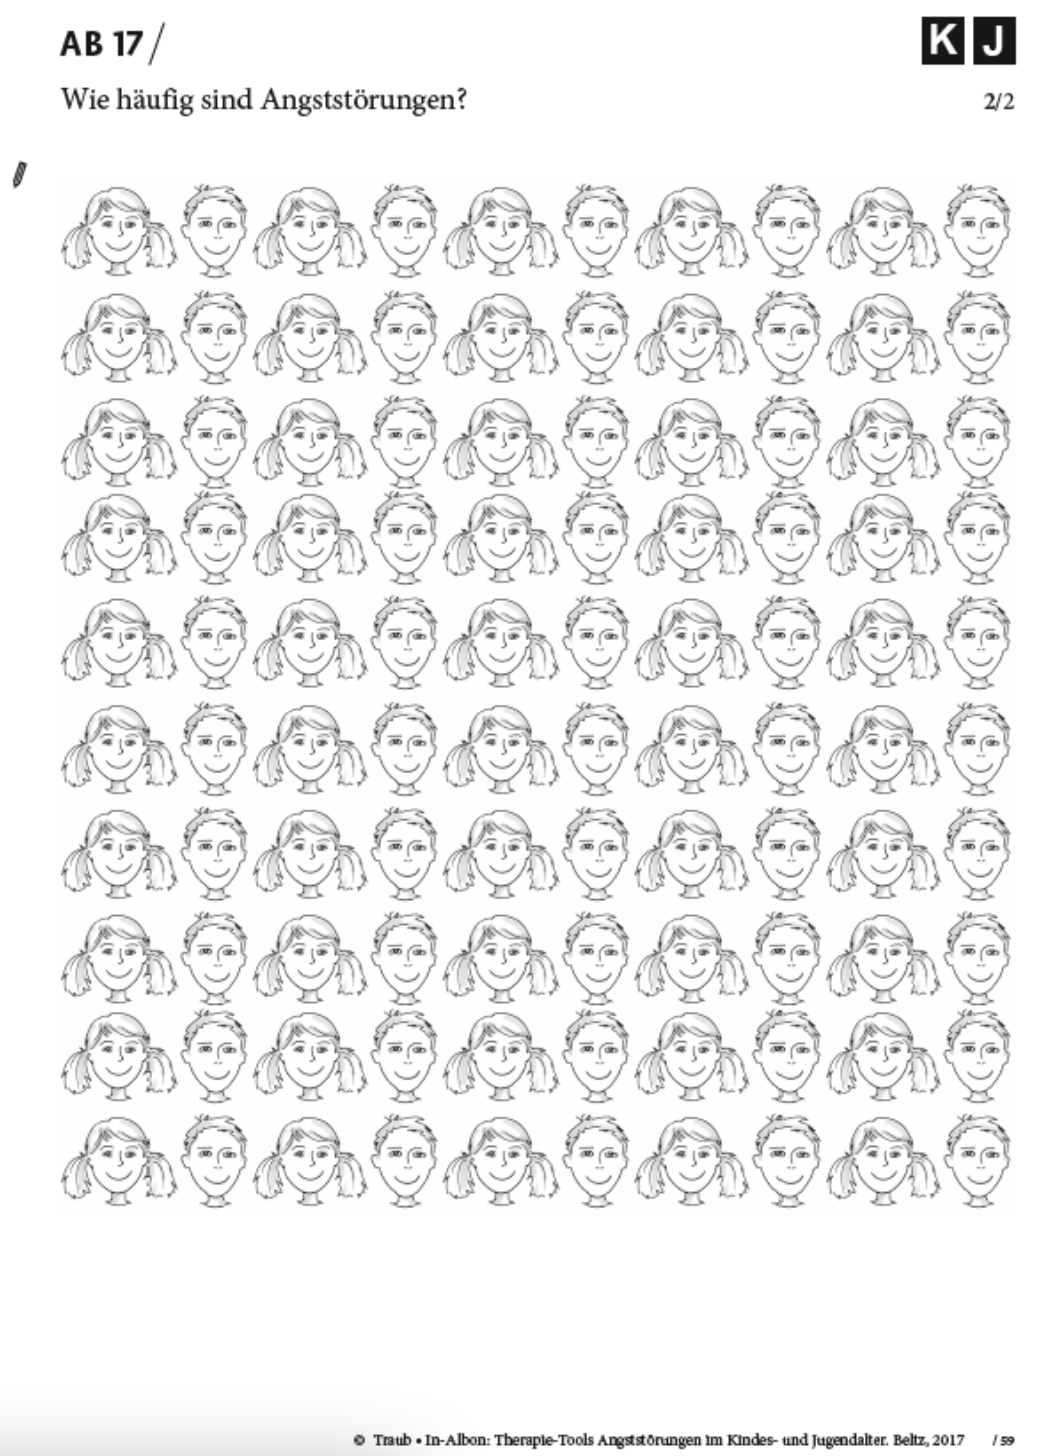 AB 17 /
K J
Wie häufig sind Angststörungen?
2/2
© Traub • In-Albon: Therapie-Tools Angststörungen im Kindes- und Jugendalter. Beltz, 2017 / 59